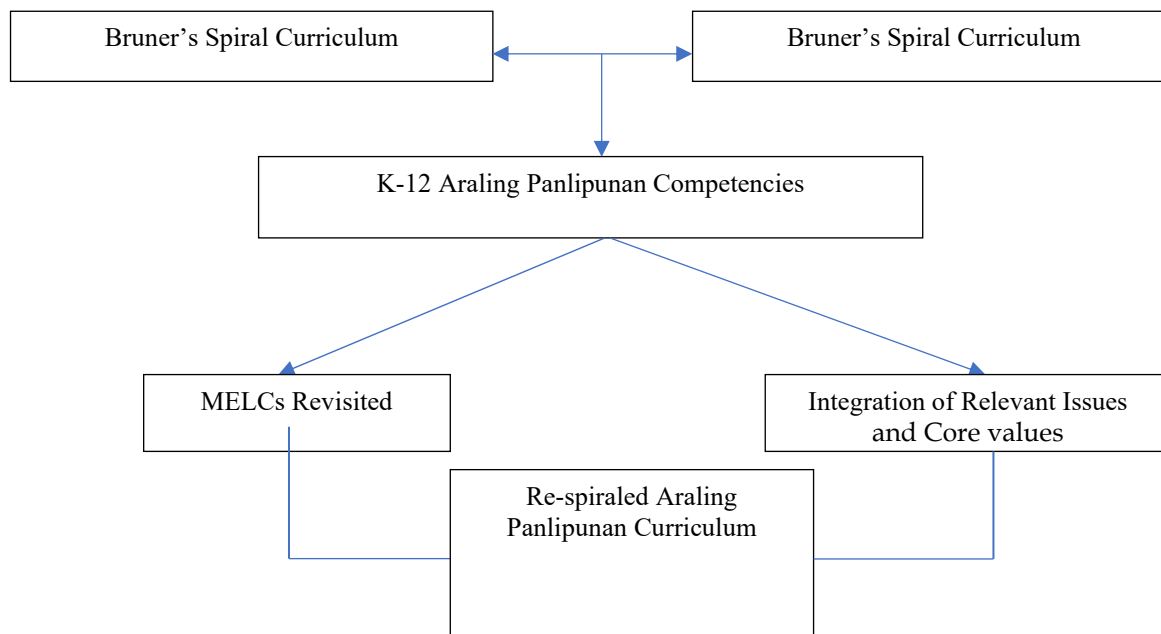 Bruner’s Spiral Curriculum
Bruner’s Spiral Curriculum
K-12 Araling Panlipunan Competencies
MELCs Revisited
Integration of Relevant Issues
and Core values
Re-spiraled Araling
Panlipunan Curriculum